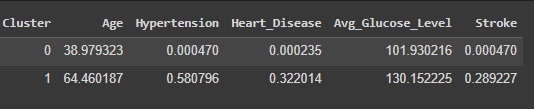 Cluster Age Hypertension Heart_Disease Avg_Glucose_Level Stroke
0 38.979323 0.000470 0.000235 101.930216 0.000470
1 64.460187 0.580796 0.322014 130.152225 0.289227